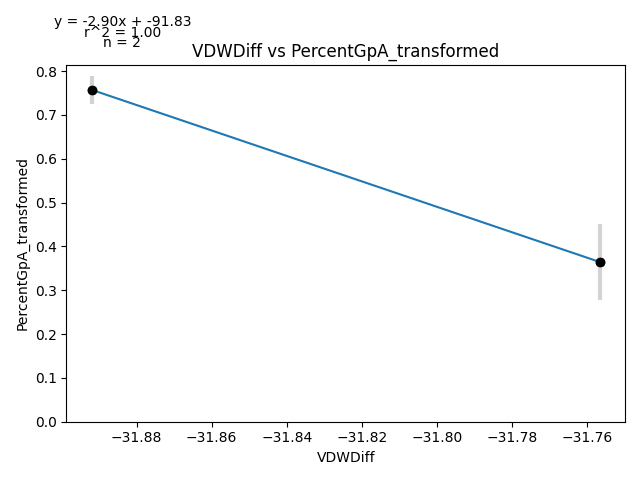 y = -2.90x + -91.83
r^2 = 1.00
n = 2
VDWDiff vs PercentGpA_transformed
0.8
0.7
0.6
0.5
0.4
0.3
0.2
0.1
0.0
PercentGpA_transformed
−31.88 −31.86 −31.84 −31.82 −31.80 −31.78 −31.76
VDWDiff